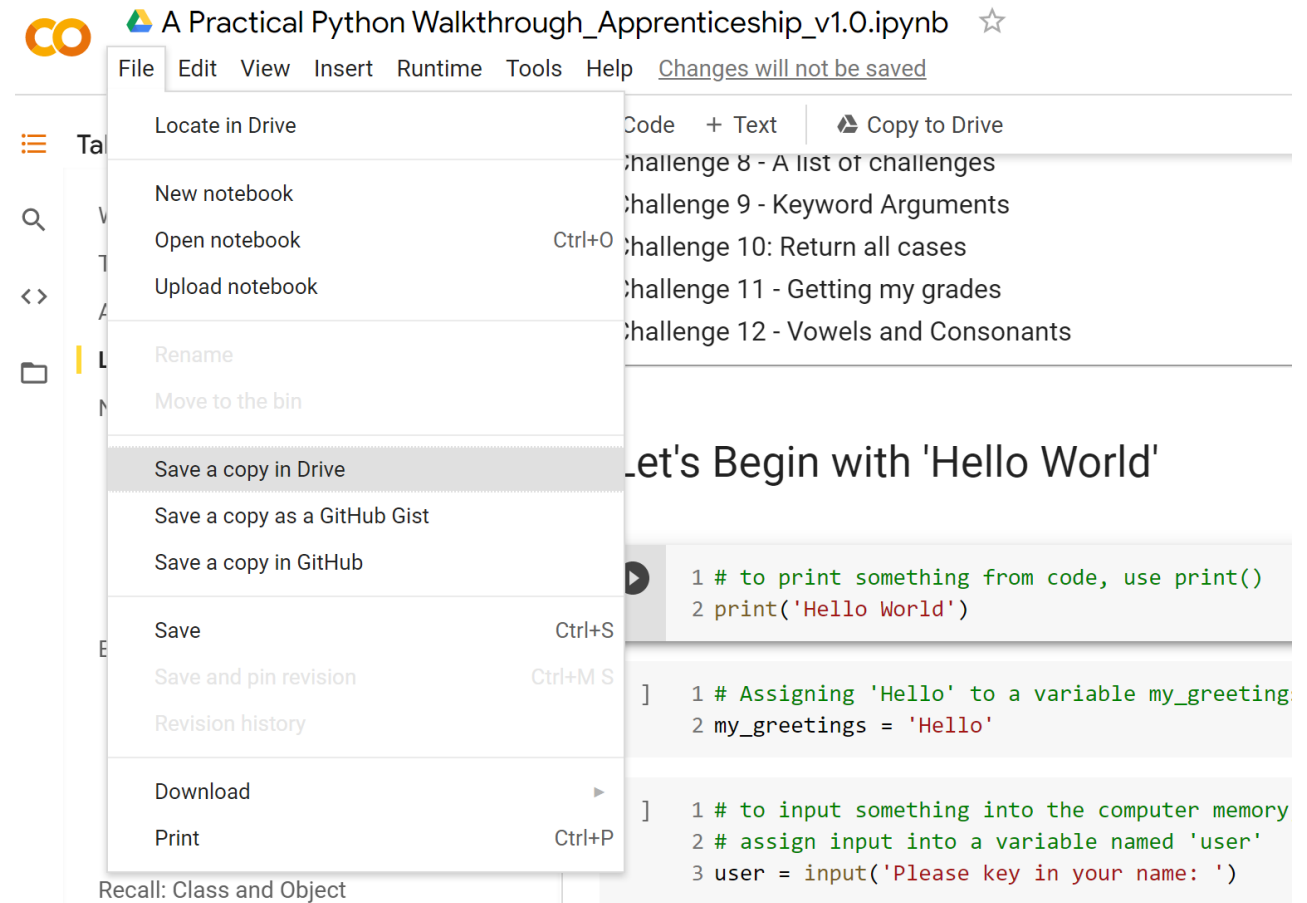 A Practical Python Walkthrough_Apprenticeship_v1.0.ipynb
File Edit View Insert Runtime Tools Help Changes will not be saved
Code + Text Copy to Drive
Locate in Drive
New notebook
Open notebook Ctrl+O
Upload notebook
Rename
Move to the bin
Save a copy in Drive
Save a copy as a GitHub Gist
Save a copy in GitHub
Save Ctrl+S
Save and pin revision Ctrl+M S
Revision history
Download
Print Ctrl+P
Recall: Class and Object
Challenge 8 - A list of challenges
Challenge 9 - Keyword Arguments
Challenge 10: Return all cases
Challenge 11 - Getting my grades
Challenge 12 - Vowels and Consonants
Let's Begin with 'Hello World'
1 # to print something from code, use print()
2 print('Hello World')
] 1 # Assigning 'Hello' to a variable my_greetings
2 my_greetings = 'Hello'
] 1 # to input something into the computer memory
2 # assign input into a variable named 'user'
3 user = input('Please key in your name: ')